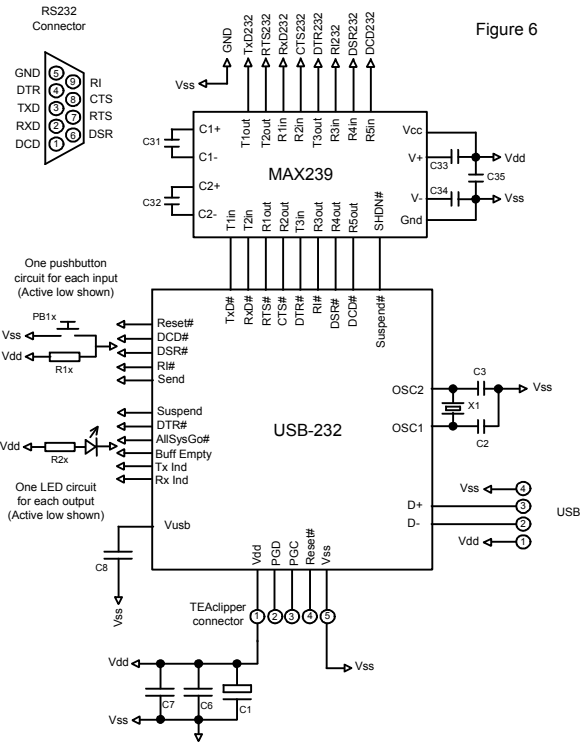 RS232
Connector
Figure 6
GND
DTR
TXD
RXD
DCD
5
4
3
2
1
9
8
7
6
RI
CTS
RTS
DSR
GND
TxD232
RTS232
RxD232
CTS232
DTR232
RI232
DSR232
DCD232
Vss
T1out
T2out
R1in
R2in
T3out
R3in
R4in
R5in
C31
C1+
C1-
C32
C2+
C2-
MAX239
Vcc
V+
V-
Gnd
C33
C34
C35
Vdd
Vss
T1in
T2in
R1out
R2out
T3in
R3out
R4out
R5out
SHDN#
One pushbutton
circuit for each input
(Active low shown)
PB1x
Vss
Vdd
R1x
TxD#
RxD#
RTS#
CTS#
DTR#
RI#
DSR#
DCD#
Suspend#
Reset#
DCD#
DSR#
RI#
Send
Suspend
DTR#
AllSysGo#
Buff Empty
Tx Ind
Rx Ind
Vdd
R2x
One LED circuit
for each output
(Active low shown)
USB-232
OSC2
OSC1
C3
X1
C2
Vss
Vusb
C8
Vss
D+
D-
Vss
Vdd
4
3
2
1
USB
Vdd
PGD
PGC
Reset#
Vss
TEAclipper
connector
1
2
3
4
5
Vdd
Vss
C7
C6
C1
Vss